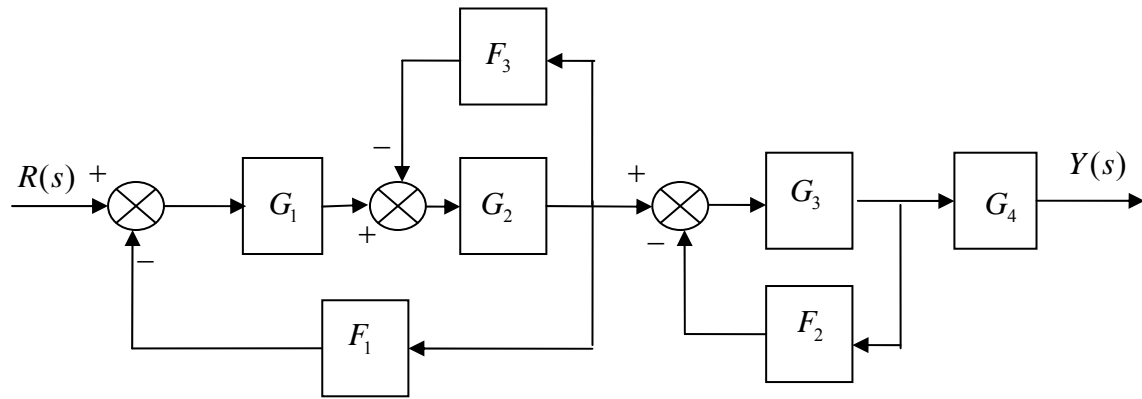 F₃
−
R(s)
+
G₁
+
G₂
+
−
G₃
G₄
Y(s)
−
F₁
F₂